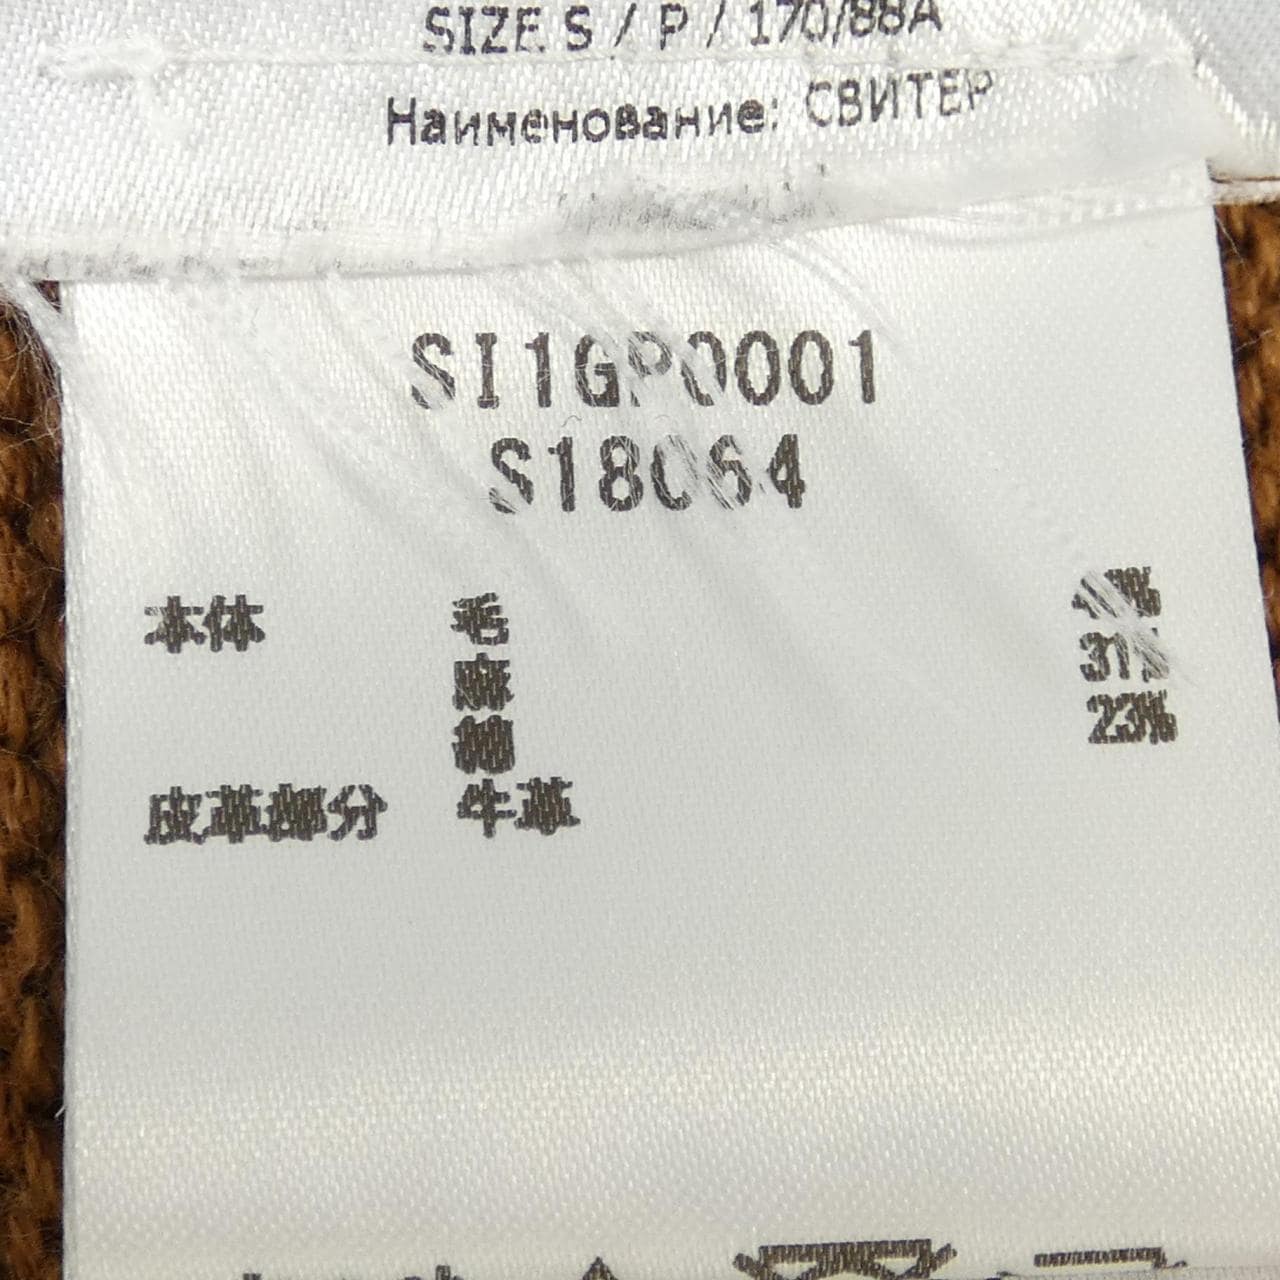 SIZE S / P / 170/88A
Наименование: СВИТЕР
SI1GP0001
S18064
本体 毛
麻 31%
綿 23%
皮革部分 牛革